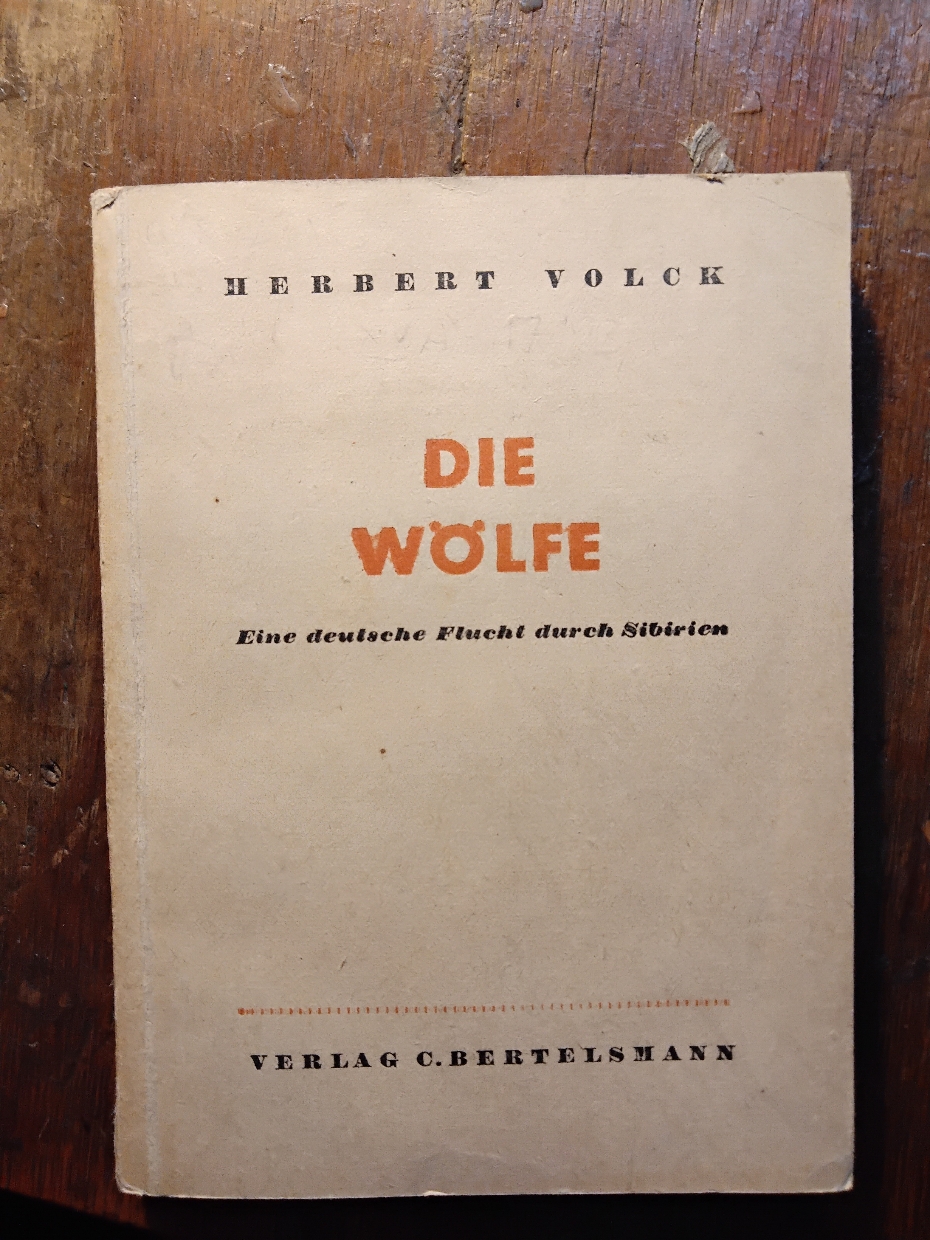 HERBERT VOLCK
DIE
WÖLFE
Eine deutsche Flucht durch Sibirien
VERLAG C. BERTELSMANN